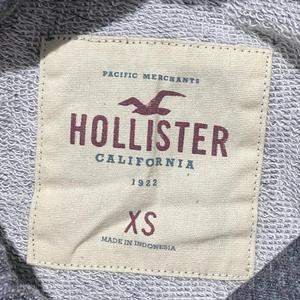 PACIFIC MERCHANTS
HOLLISTER
CALIFORNIA
1922
XS
MADE IN INDONESIA